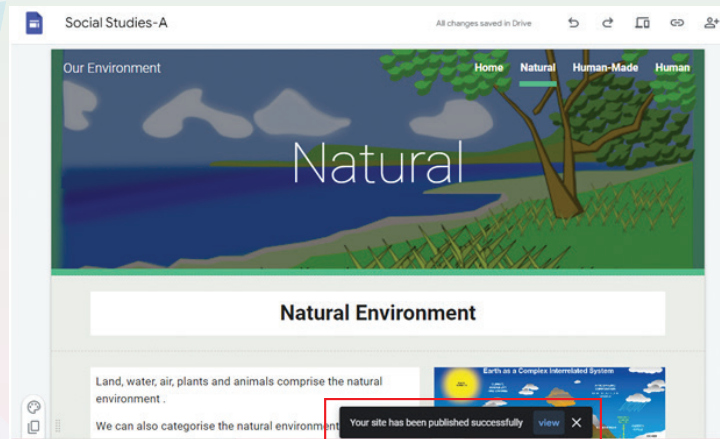 Social Studies-A
All changes saved in Drive
Our Environment
Home Natural Human-Made Human
Natural
Natural Environment
Land, water, air, plants and animals comprise the natural
environment .
We can also categorise the natural environment
Earth as a Complex Interrelated System
Your site has been published successfully view